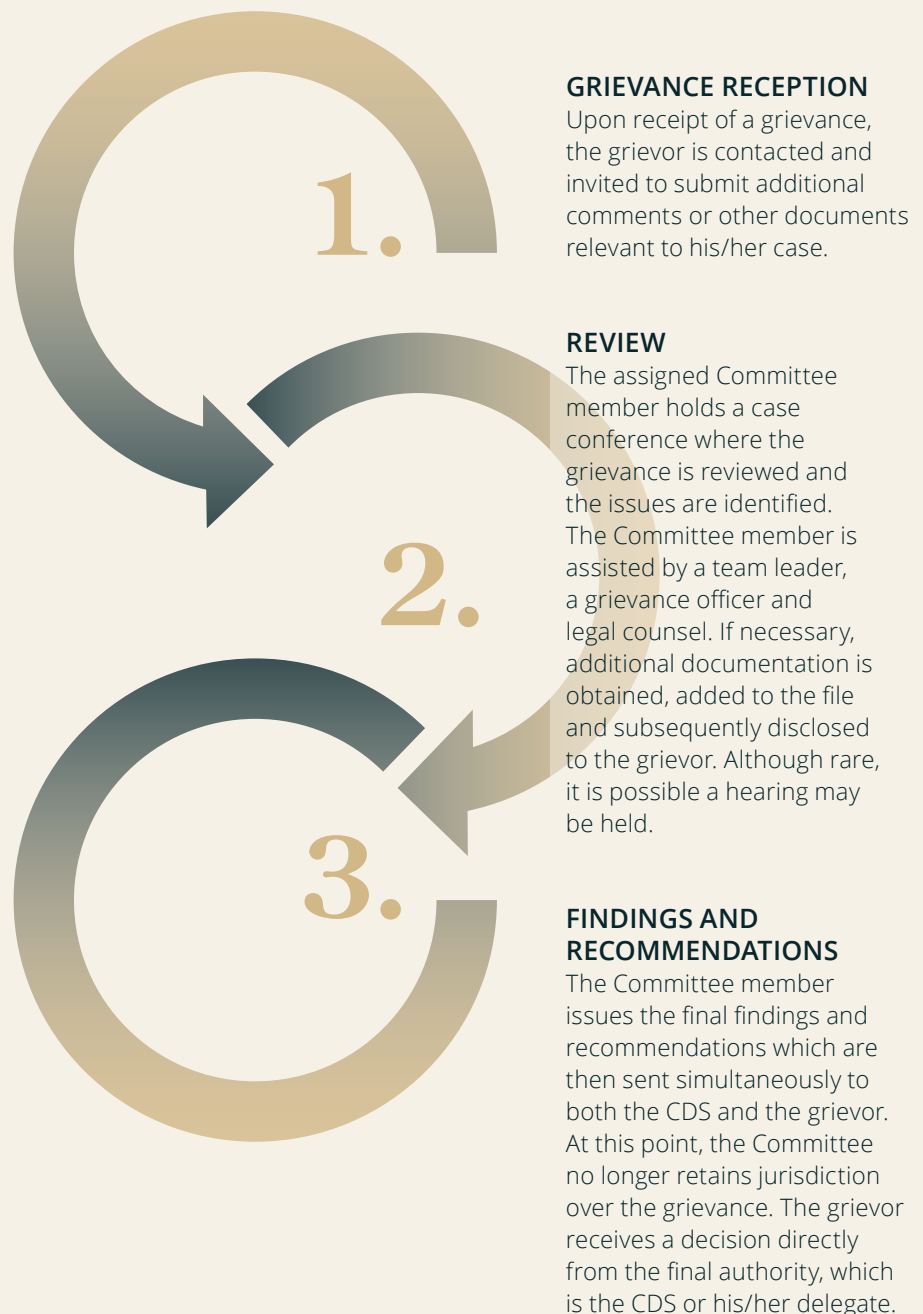 1.
GRIEVANCE RECEPTION
Upon receipt of a grievance,
the grievor is contacted and
invited to submit additional
comments or other documents
relevant to his/her case.
2.
REVIEW
The assigned Committee
member holds a case
conference where the
grievance is reviewed and
the issues are identified.
The Committee member is
assisted by a team leader,
a grievance officer and
legal counsel. If necessary,
additional documentation is
obtained, added to the file
and subsequently disclosed
to the grievor. Although rare,
it is possible a hearing may
be held.
3.
FINDINGS AND
RECOMMENDATIONS
The Committee member
issues the final findings and
recommendations which are
then sent simultaneously to
both the CDS and the grievor.
At this point, the Committee
no longer retains jurisdiction
over the grievance. The grievor
receives a decision directly
from the final authority, which
is the CDS or his/her delegate.